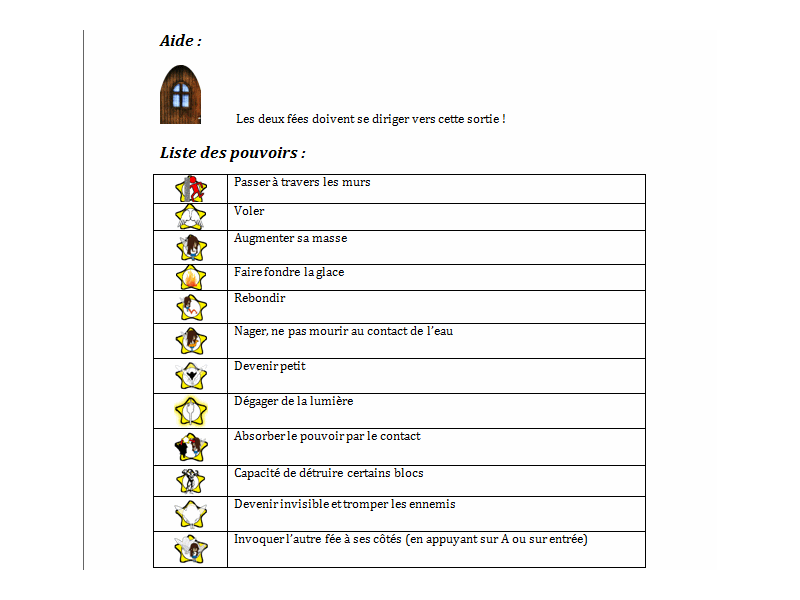 Aide :
Les deux fées doivent se diriger vers cette sortie !
Liste des pouvoirs :
Passer à travers les murs
Voler
Augmenter sa masse
Faire fondre la glace
Rebondir
Nager, ne pas mourir au contact de l'eau
Devenir petit
Dégager de la lumière
Absorber le pouvoir par le contact
Capacité de détruire certains blocs
Devenir invisible et tromper les ennemis
Invoquer l'autre fée à ses côtés (en appuyant sur A ou sur entrée)